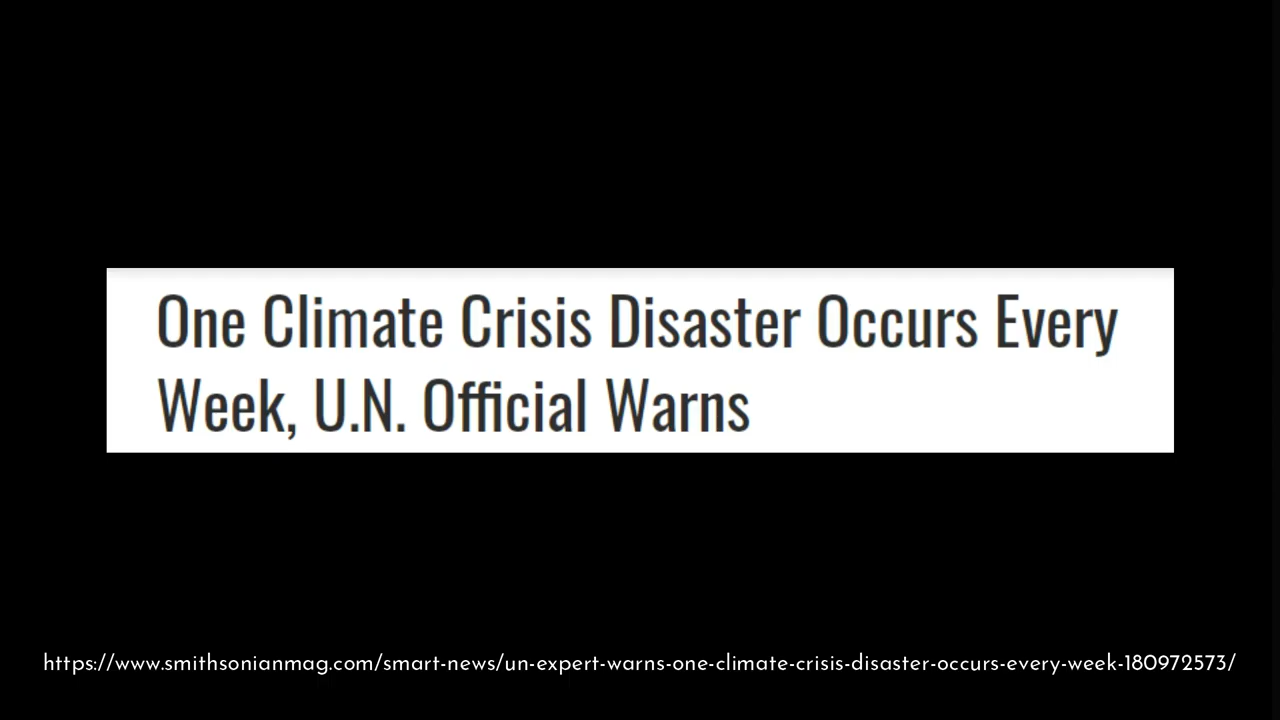 One Climate Crisis Disaster Occurs Every
Week, U.N. Official Warns
https://www.smithsonianmag.com/smart-news/un-expert-warns-one-climate-crisis-disaster-occurs-every-week-180972573/